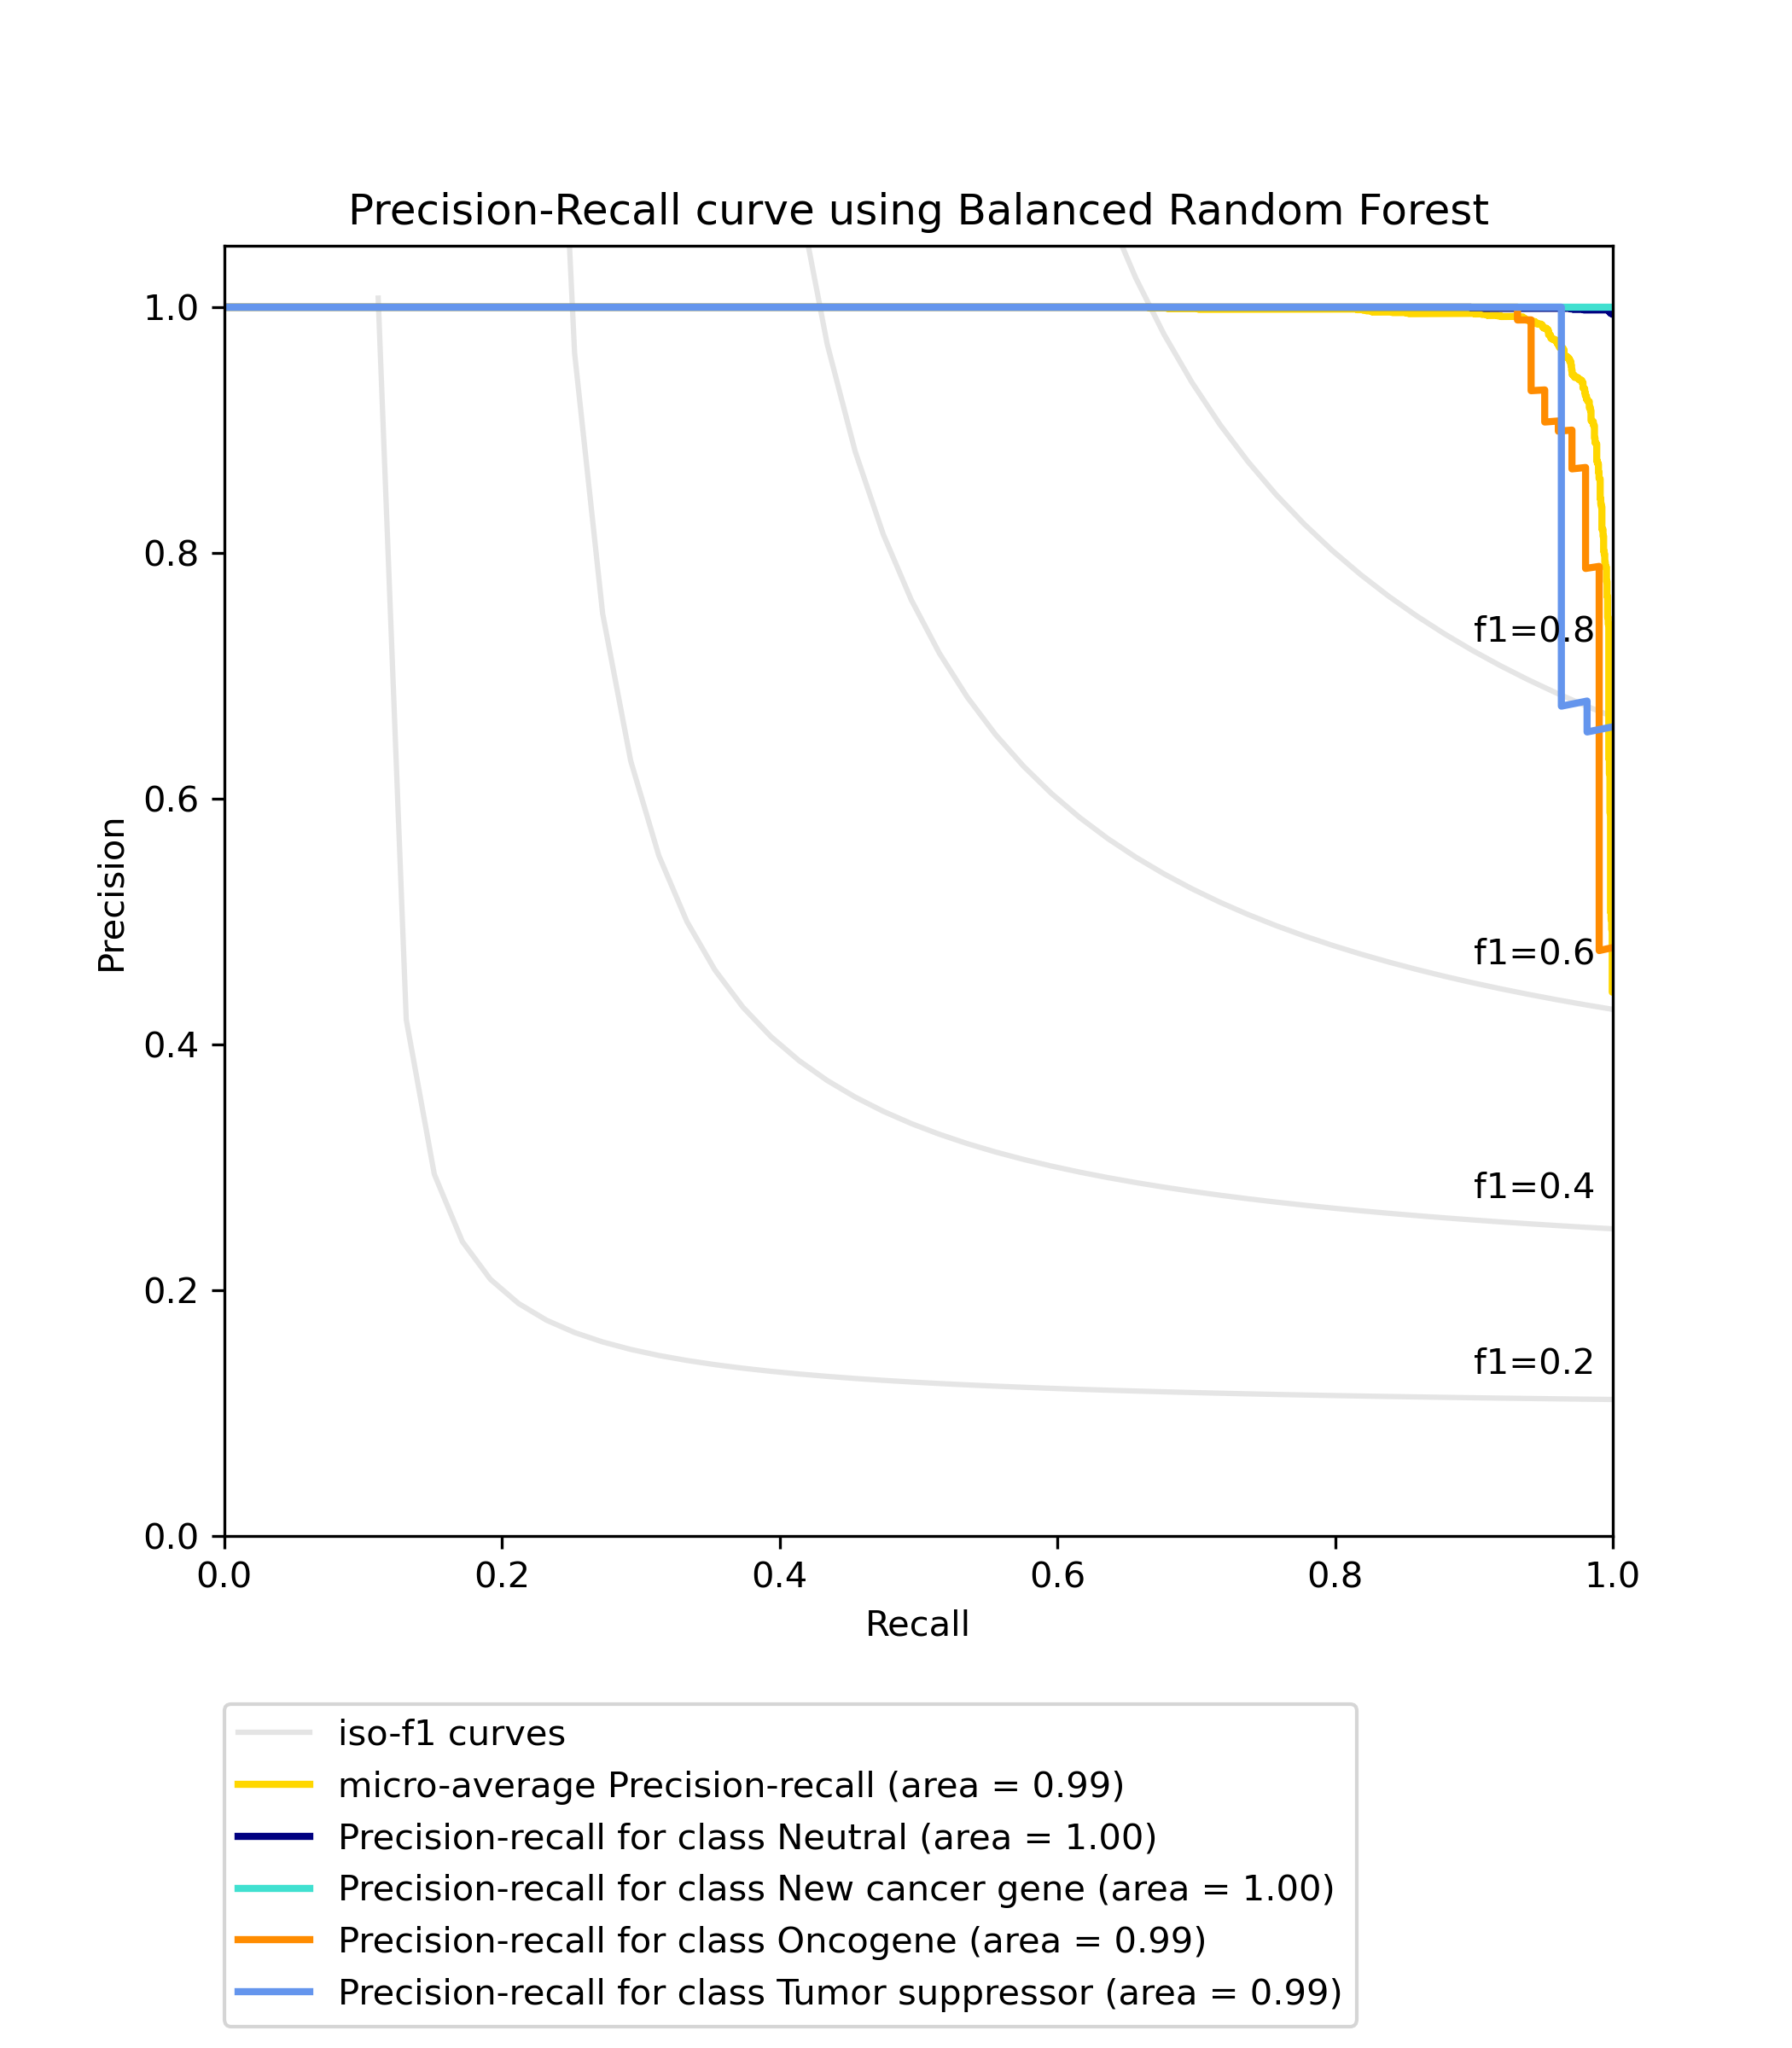 Precision-Recall curve using Balanced Random Forest
1.0
0.8
f1=0.8
0.6
Precision
f1=0.6
0.4
f1=0.4
0.2
f1=0.2
0.0
0.0 0.2 0.4 0.6 0.8 1.0
Recall
iso-f1 curves
micro-average Precision-recall (area = 0.99)
Precision-recall for class Neutral (area = 1.00)
Precision-recall for class New cancer gene (area = 1.00)
Precision-recall for class Oncogene (area = 0.99)
Precision-recall for class Tumor suppressor (area = 0.99)